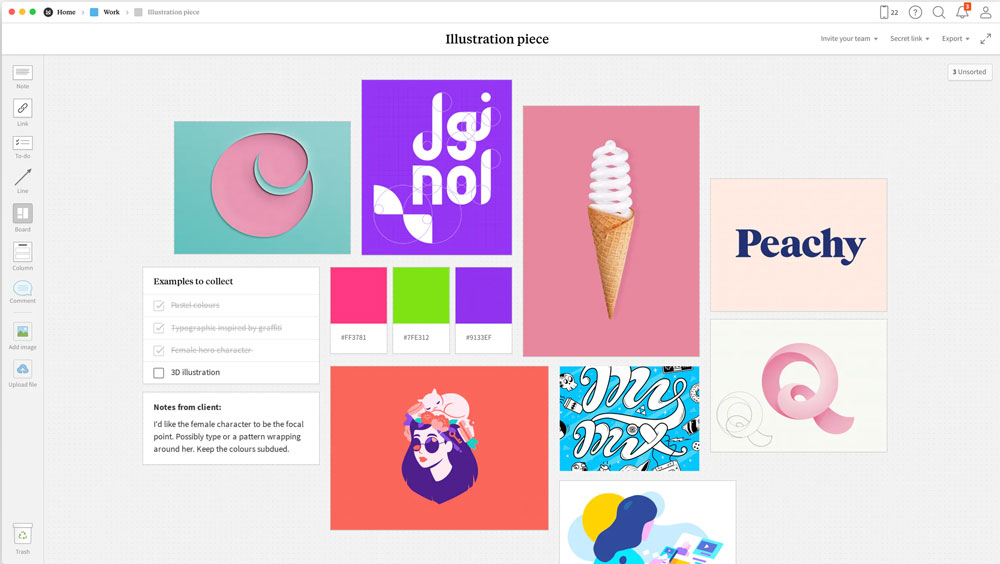 Home
Work
Illustration piece
22
3
Illustration piece
Invite your team
Secret link
Export
3 Unsorted
Note
Link
To-do
Line
Board
Column
Comment
Add image
Upload file
Trash
Peachy
Examples to collect
Pastel colours
Typographic inspired by graffiti
Female hero character
3D illustration
#FF3781
#7FE312
#9133EF
Notes from client:
I'd like the female character to be the focal
point. Possibly type or a pattern wrapping
around her. Keep the colours subdued.
Q
My
Mix